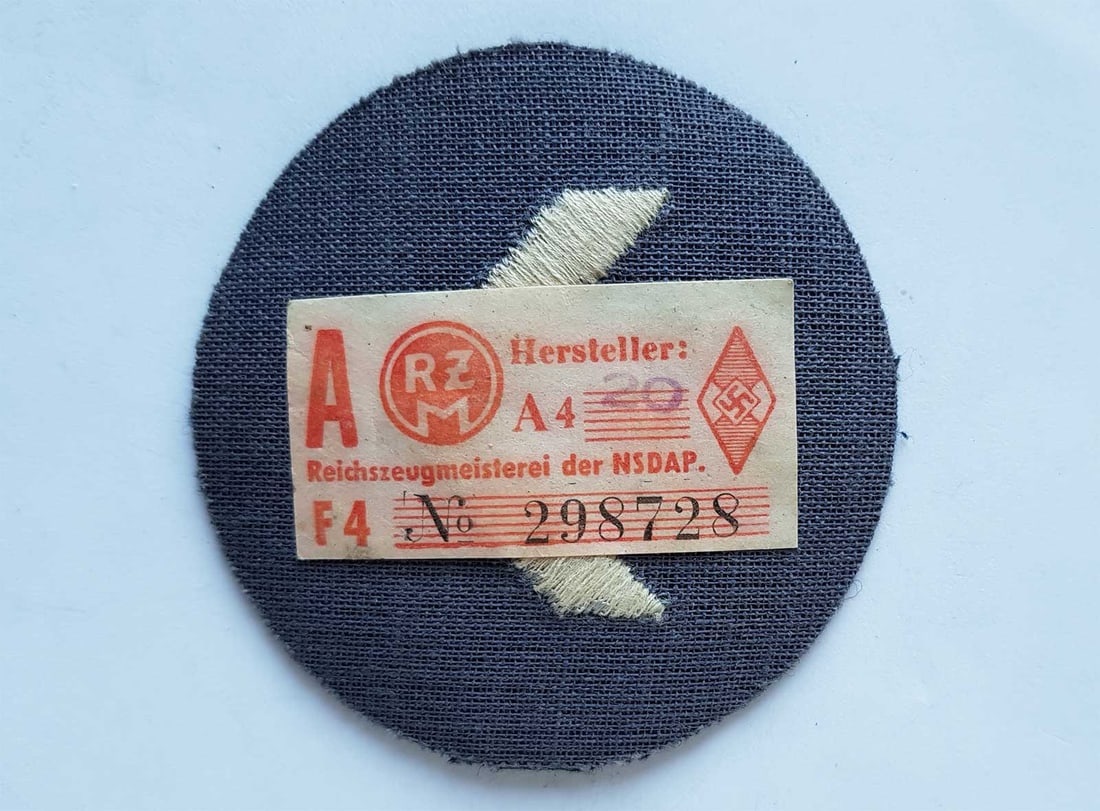 A
RZM
Hersteller:
A4 20
Reichszeugmeisterei der NSDAP.
F4 No 298728